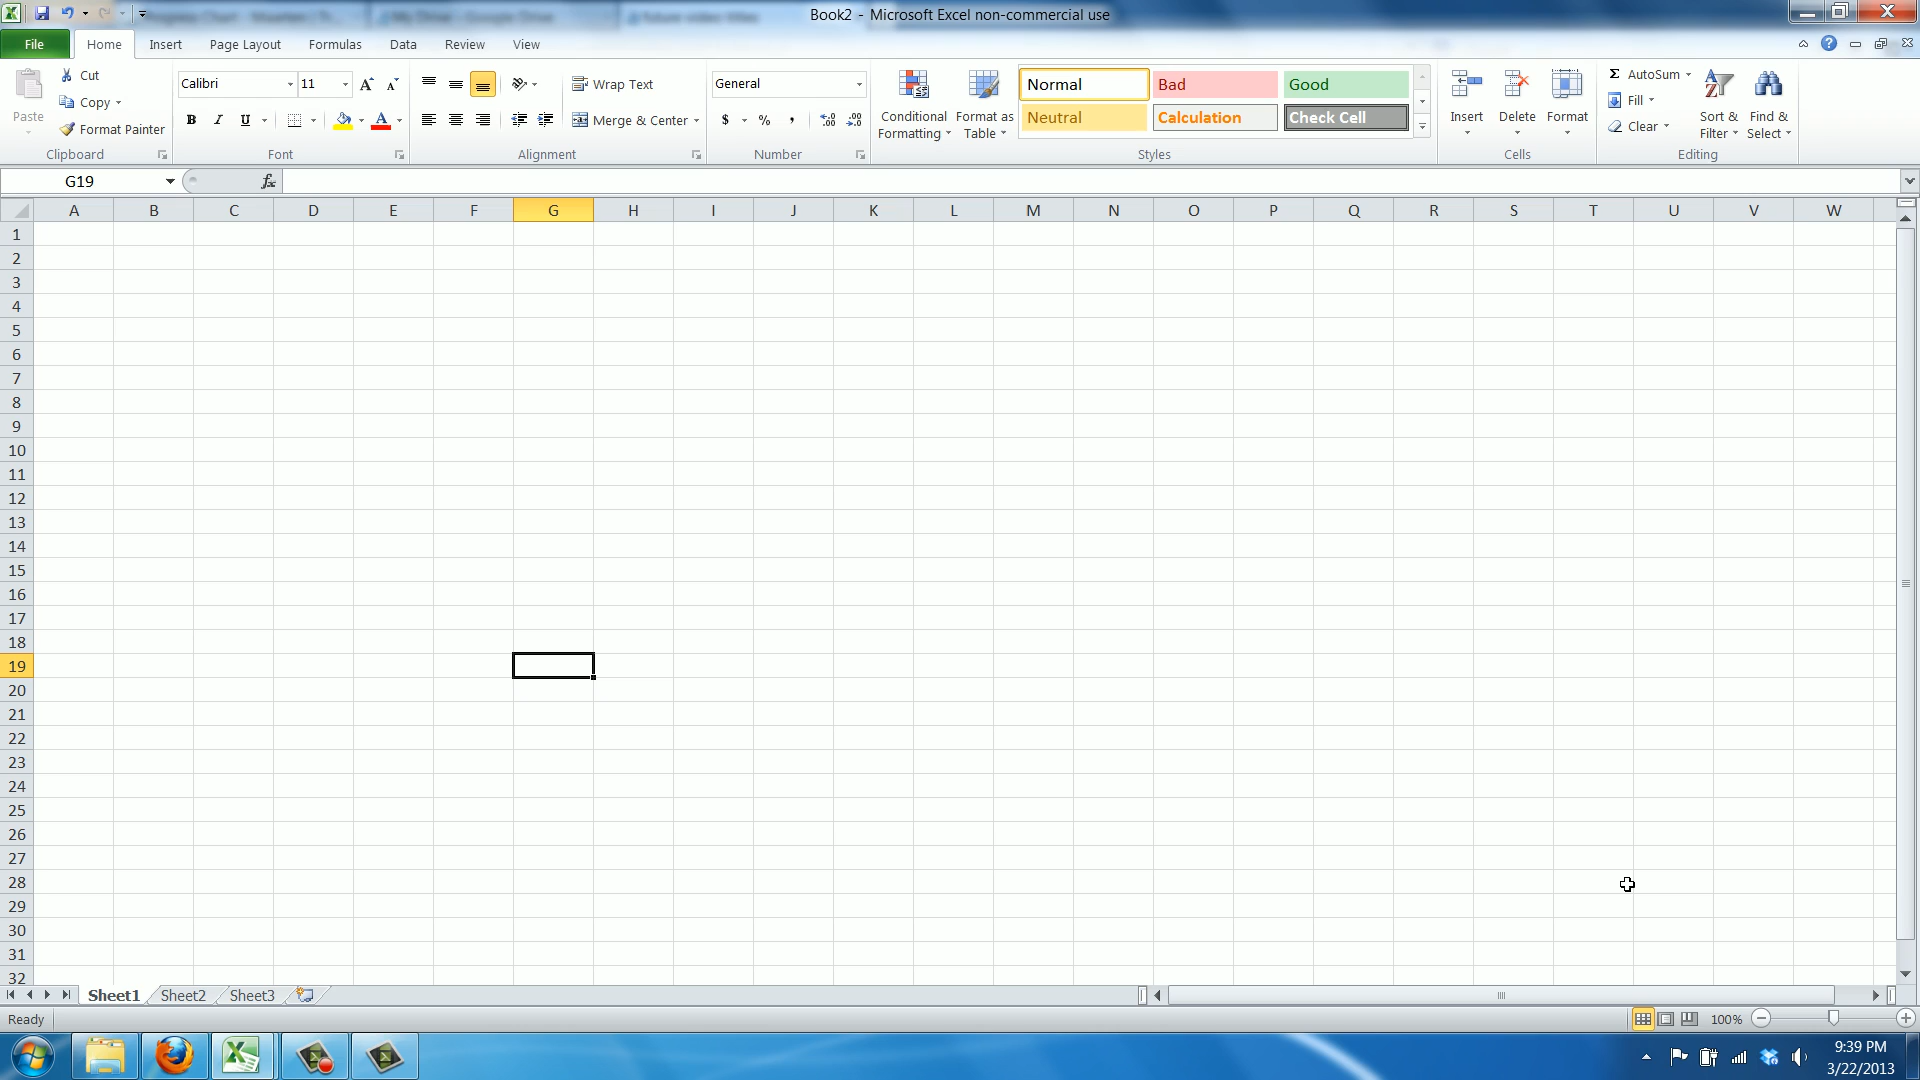 Book2 - Microsoft Excel non-commercial use
File Home Insert Page Layout Formulas Data Review View
Cut
Copy
Format Painter
Paste
Clipboard
Calibri 11
B I U
Font
Wrap Text
Merge & Center
Alignment
General
$ % ,
Number
Conditional Formatting
Format as Table
Normal Bad Good
Neutral Calculation Check Cell
Styles
Insert Delete Format
Cells
Σ AutoSum
Fill
Clear
Sort & Filter
Find & Select
Editing
G19 fx
A B C D E F G H I J K L M N O P Q R S T U V W
1
2
3
4
5
6
7
8
9
10
11
12
13
14
15
16
17
18
19
20
21
22
23
24
25
26
27
28
29
30
31
32
Sheet1 Sheet2 Sheet3
Ready 100%
9:39 PM
3/22/2013